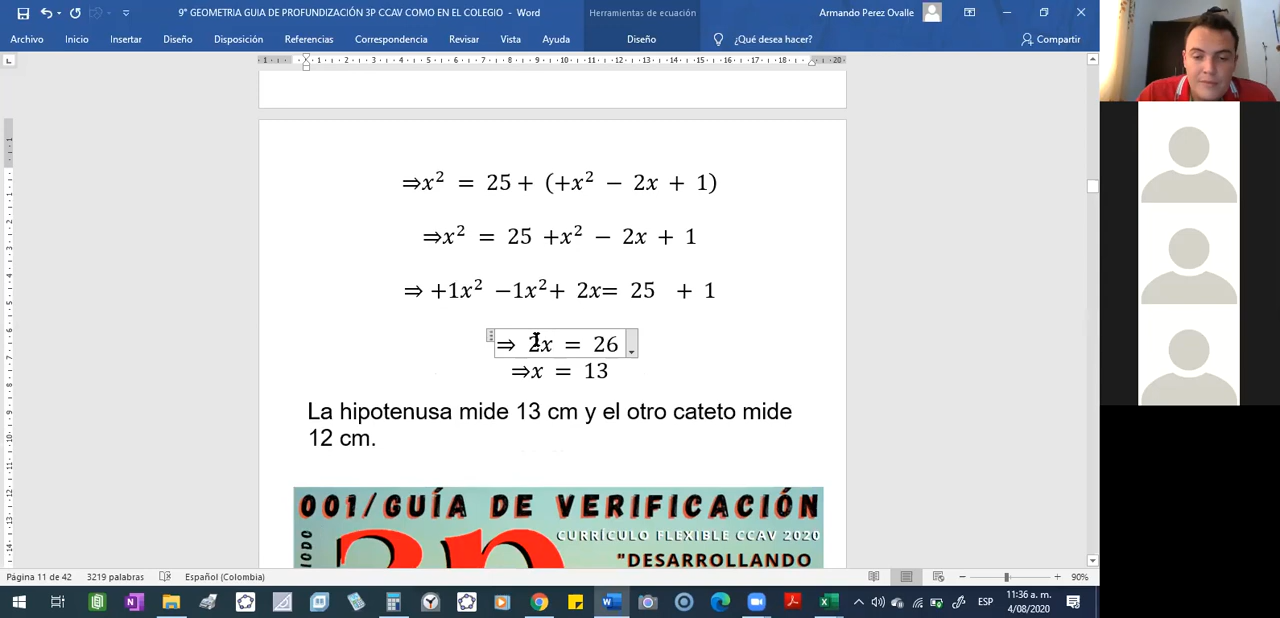 9° GEOMETRIA GUIA DE PROFUNDIZACIÓN 3P CCAV COMO EN EL COLEGIO - Word
Herramientas de ecuación
Armando Perez Ovalle
Archivo Inicio Insertar Diseño Disposición Referencias Correspondencia Revisar Vista Ayuda Diseño ¿Qué desea hacer? Compartir
⇒x² = 25 + (+x² − 2x + 1)
⇒x² = 25 +x² − 2x + 1
⇒ +1x² −1x²+ 2x= 25 + 1
⇒ 2x = 26
⇒x = 13
La hipotenusa mide 13 cm y el otro cateto mide
12 cm.
001/GUÍA DE VERIFICACIÓN
CURRÍCULO FLEXIBLE CCAV 2020
"DESARROLLANDO
3P
Página 11 de 42 3219 palabras Español (Colombia) 90%
ESP
11:36 a. m.
4/08/2020